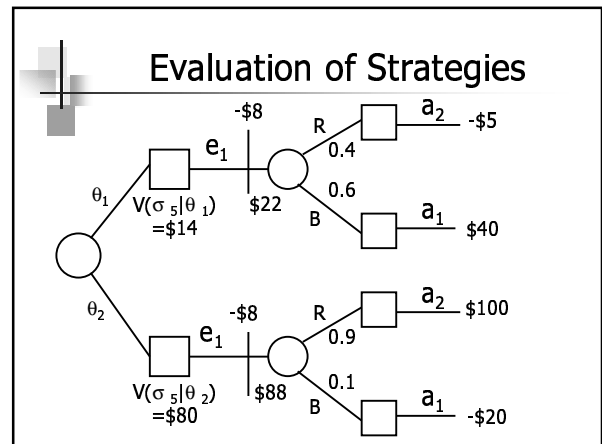 Evaluation of Strategies
-$8
R
a2
-$5
e1
0.4
θ1
0.6
V(σ5|θ1)
=$14
$22
B
a1
$40
θ2
-$8
R
a2
$100
e1
0.9
0.1
V(σ5|θ2)
=$80
$88
B
a1
-$20